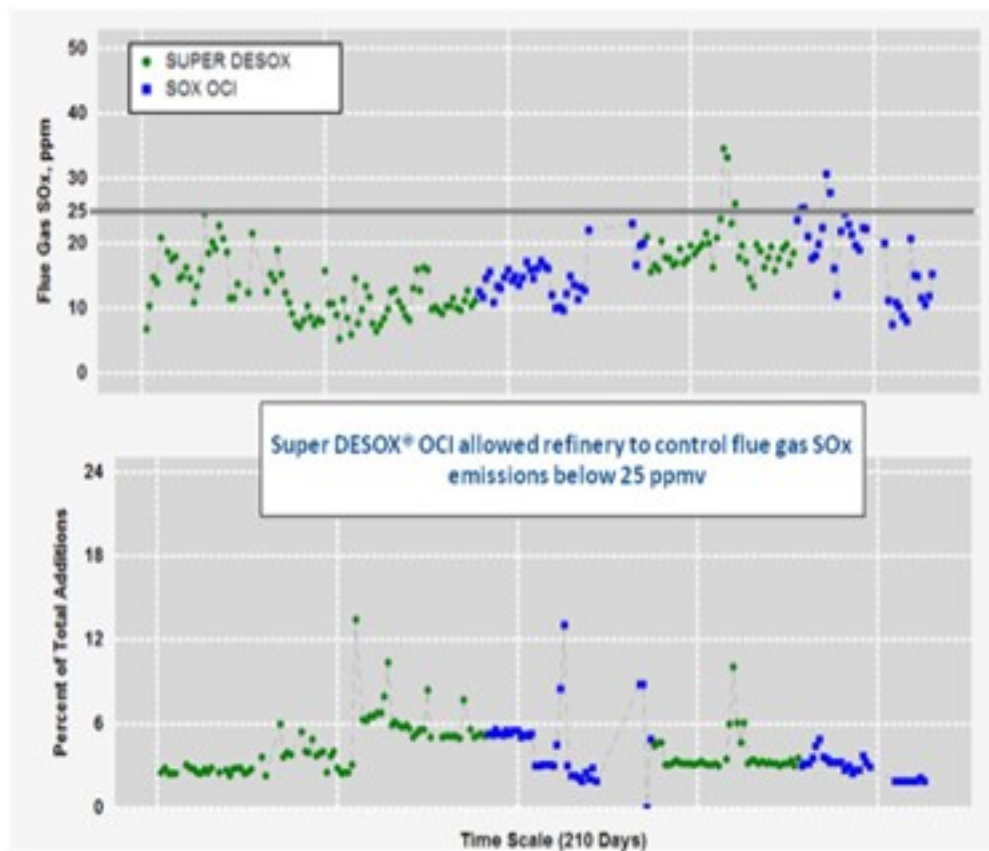 Flue Gas SOx, ppm
50
40
30
25
20
10
0
SUPER DESOX
SOX OCI
Super DESOX® OCI allowed refinery to control flue gas SOx
emissions below 25 ppmv
Percent of Total Additions
24
18
12
6
0
Time Scale (210 Days)